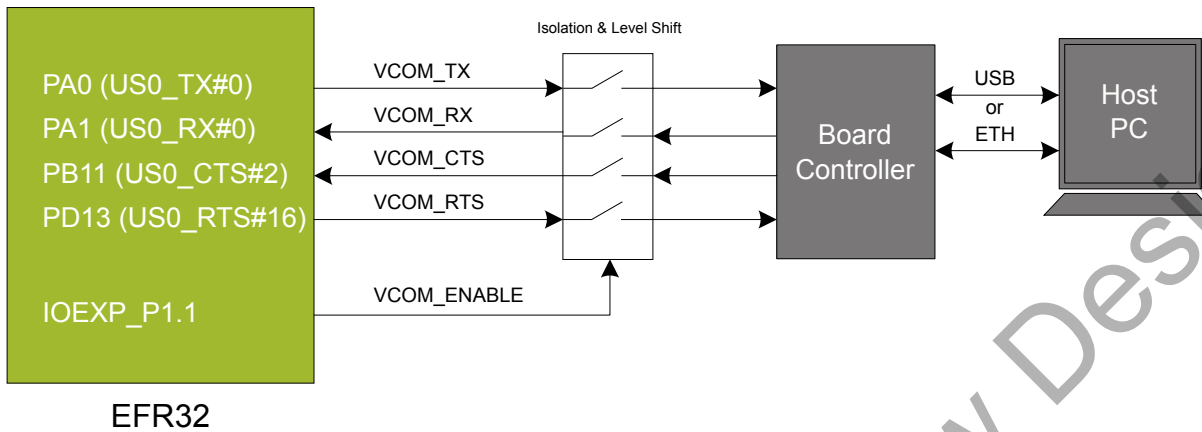 Isolation & Level Shift
PA0 (US0_TX#0)
VCOM_TX
PA1 (US0_RX#0)
VCOM_RX
PB11 (US0_CTS#2)
VCOM_CTS
PD13 (US0_RTS#16)
VCOM_RTS
IOEXP_P1.1
VCOM_ENABLE
Board
Controller
USB
or
ETH
Host
PC
EFR32